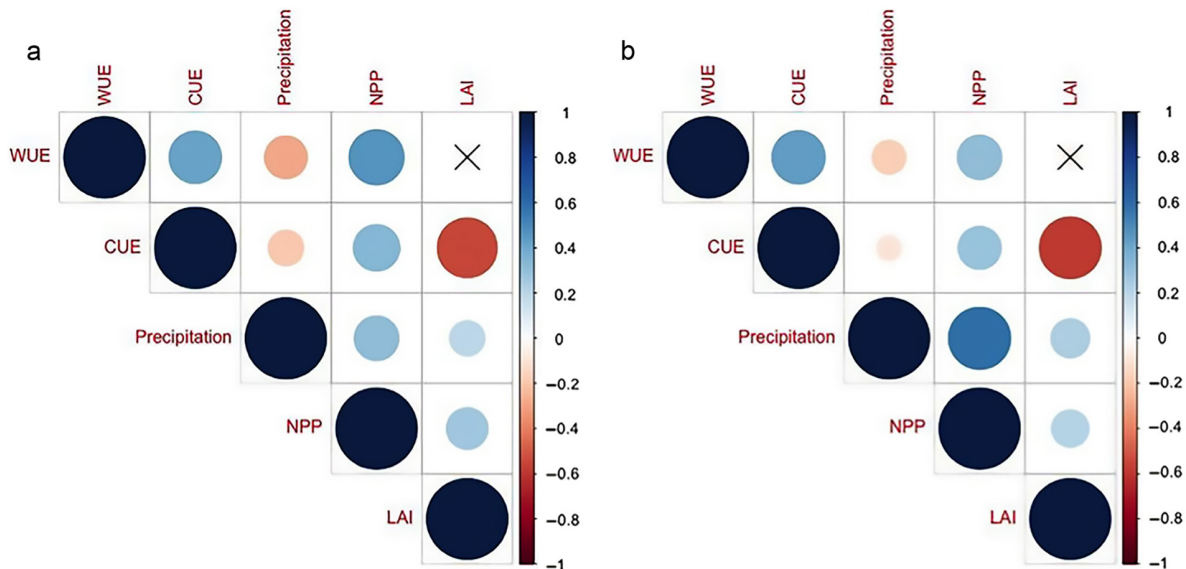 a
WUE
CUE
Precipitation
NPP
LAI
WUE
CUE
Precipitation
NPP
LAI
1
0.8
0.6
0.4
0.2
0
−0.2
−0.4
−0.6
−0.8
−1
b
WUE
CUE
Precipitation
NPP
LAI
WUE
CUE
Precipitation
NPP
LAI
1
0.8
0.6
0.4
0.2
0
−0.2
−0.4
−0.6
−0.8
−1